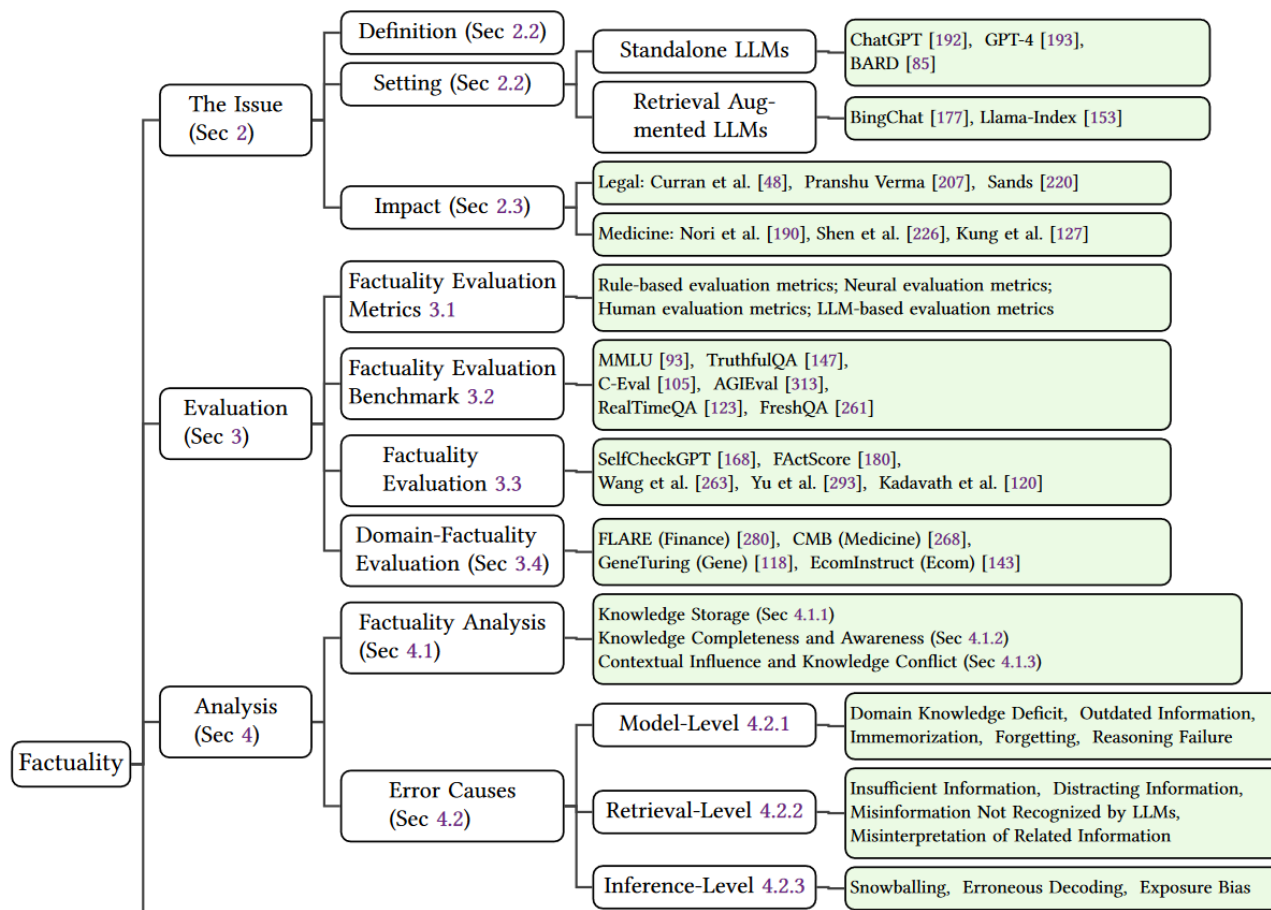 Definition (Sec 2.2)
Standalone LLMs
ChatGPT [192], GPT-4 [193],
BARD [85]
Setting (Sec 2.2)
The Issue
(Sec 2)
Retrieval Aug-
mented LLMs
BingChat [177], Llama-Index [153]
Impact (Sec 2.3)
Legal: Curran et al. [48], Pranshu Verma [207], Sands [220]
Medicine: Nori et al. [190], Shen et al. [226], Kung et al. [127]
Factuality Evaluation
Metrics 3.1
Rule-based evaluation metrics; Neural evaluation metrics;
Human evaluation metrics; LLM-based evaluation metrics
Factuality Evaluation
Benchmark 3.2
MMLU [93], TruthfulQA [147],
C-Eval [105], AGIEval [313],
RealTimeQA [123], FreshQA [261]
Evaluation
(Sec 3)
Factuality
Evaluation 3.3
SelfCheckGPT [168], FActScore [180],
Wang et al. [263], Yu et al. [293], Kadavath et al. [120]
Domain-Factuality
Evaluation (Sec 3.4)
FLARE (Finance) [280], CMB (Medicine) [268],
GeneTuring (Gene) [118], EcomInstruct (Ecom) [143]
Factuality Analysis
(Sec 4.1)
Knowledge Storage (Sec 4.1.1)
Knowledge Completeness and Awareness (Sec 4.1.2)
Contextual Influence and Knowledge Conflict (Sec 4.1.3)
Analysis
(Sec 4)
Model-Level 4.2.1
Domain Knowledge Deficit, Outdated Information,
Immemorization, Forgetting, Reasoning Failure
Factuality
Error Causes
(Sec 4.2)
Retrieval-Level 4.2.2
Insufficient Information, Distracting Information,
Misinformation Not Recognized by LLMs,
Misinterpretation of Related Information
Inference-Level 4.2.3
Snowballing, Erroneous Decoding, Exposure Bias